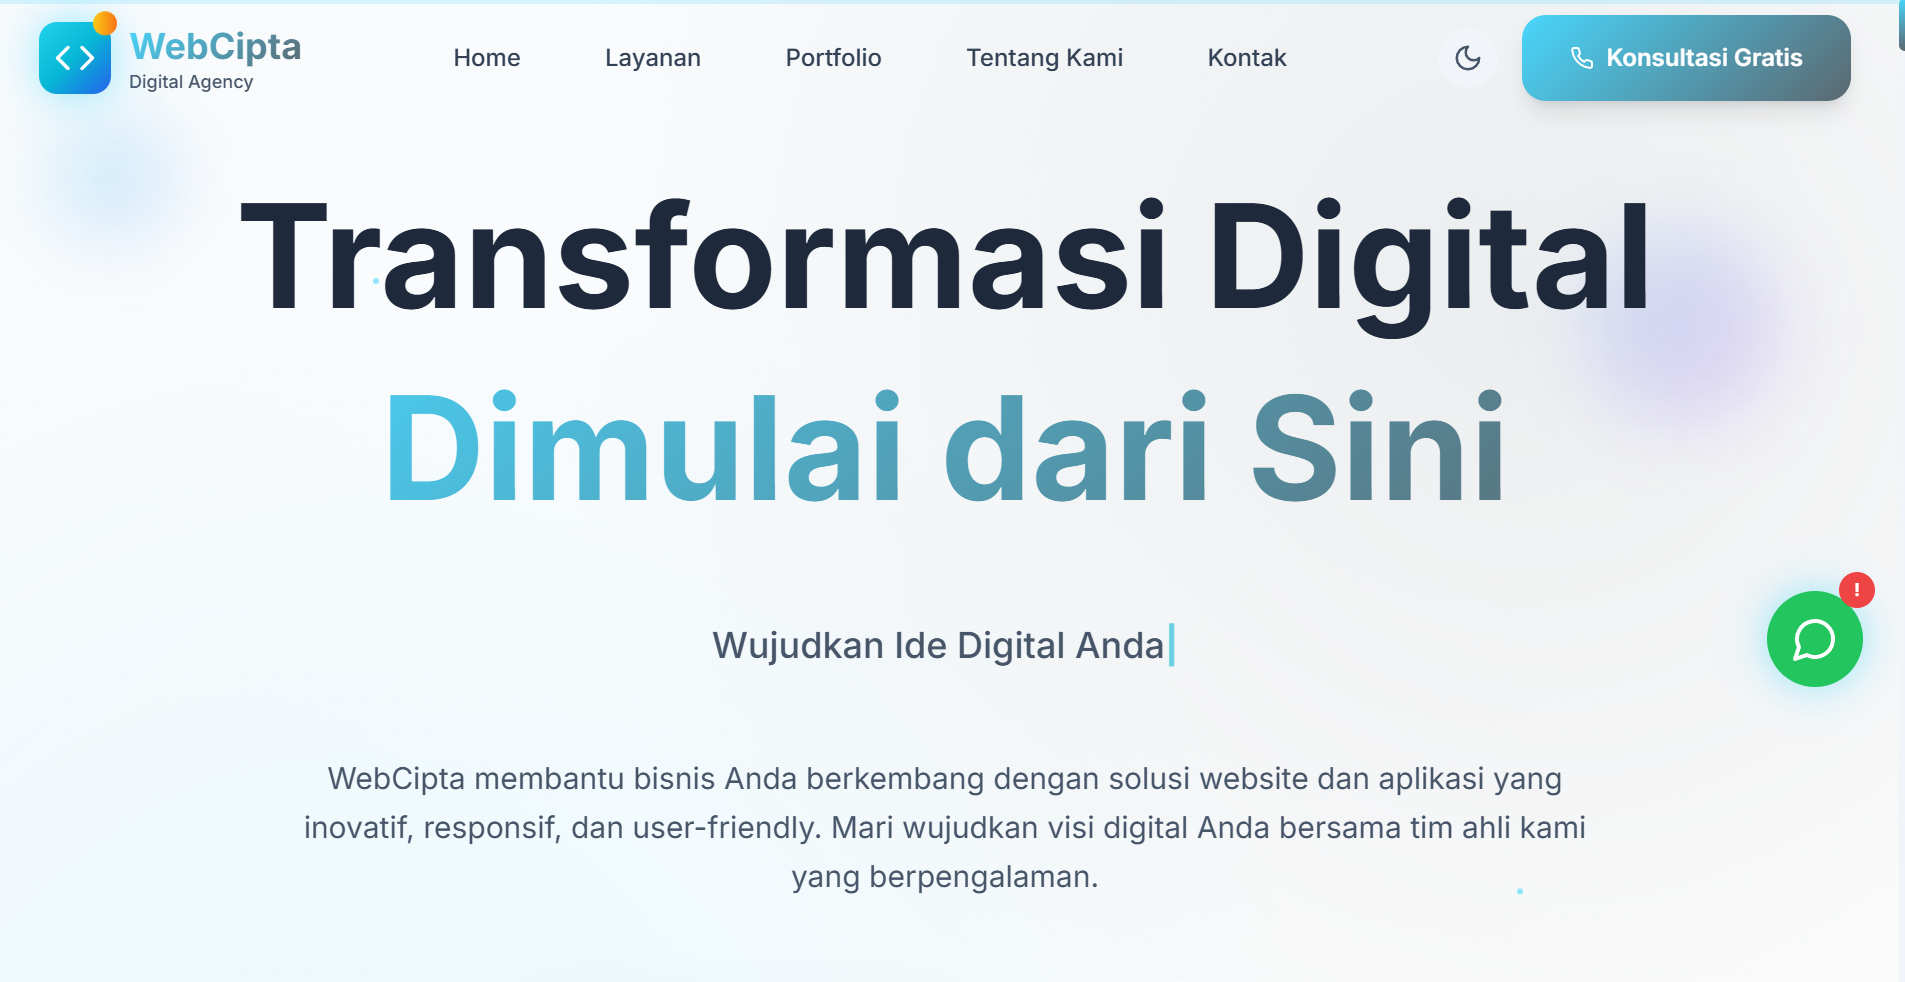 WebCipta
Digital Agency
Home
Layanan
Portfolio
Tentang Kami
Kontak
Konsultasi Gratis
Transformasi Digital
Dimulai dari Sini
Wujudkan Ide Digital Anda
!
WebCipta membantu bisnis Anda berkembang dengan solusi website dan aplikasi yang
inovatif, responsif, dan user-friendly. Mari wujudkan visi digital Anda bersama tim ahli kami
yang berpengalaman.